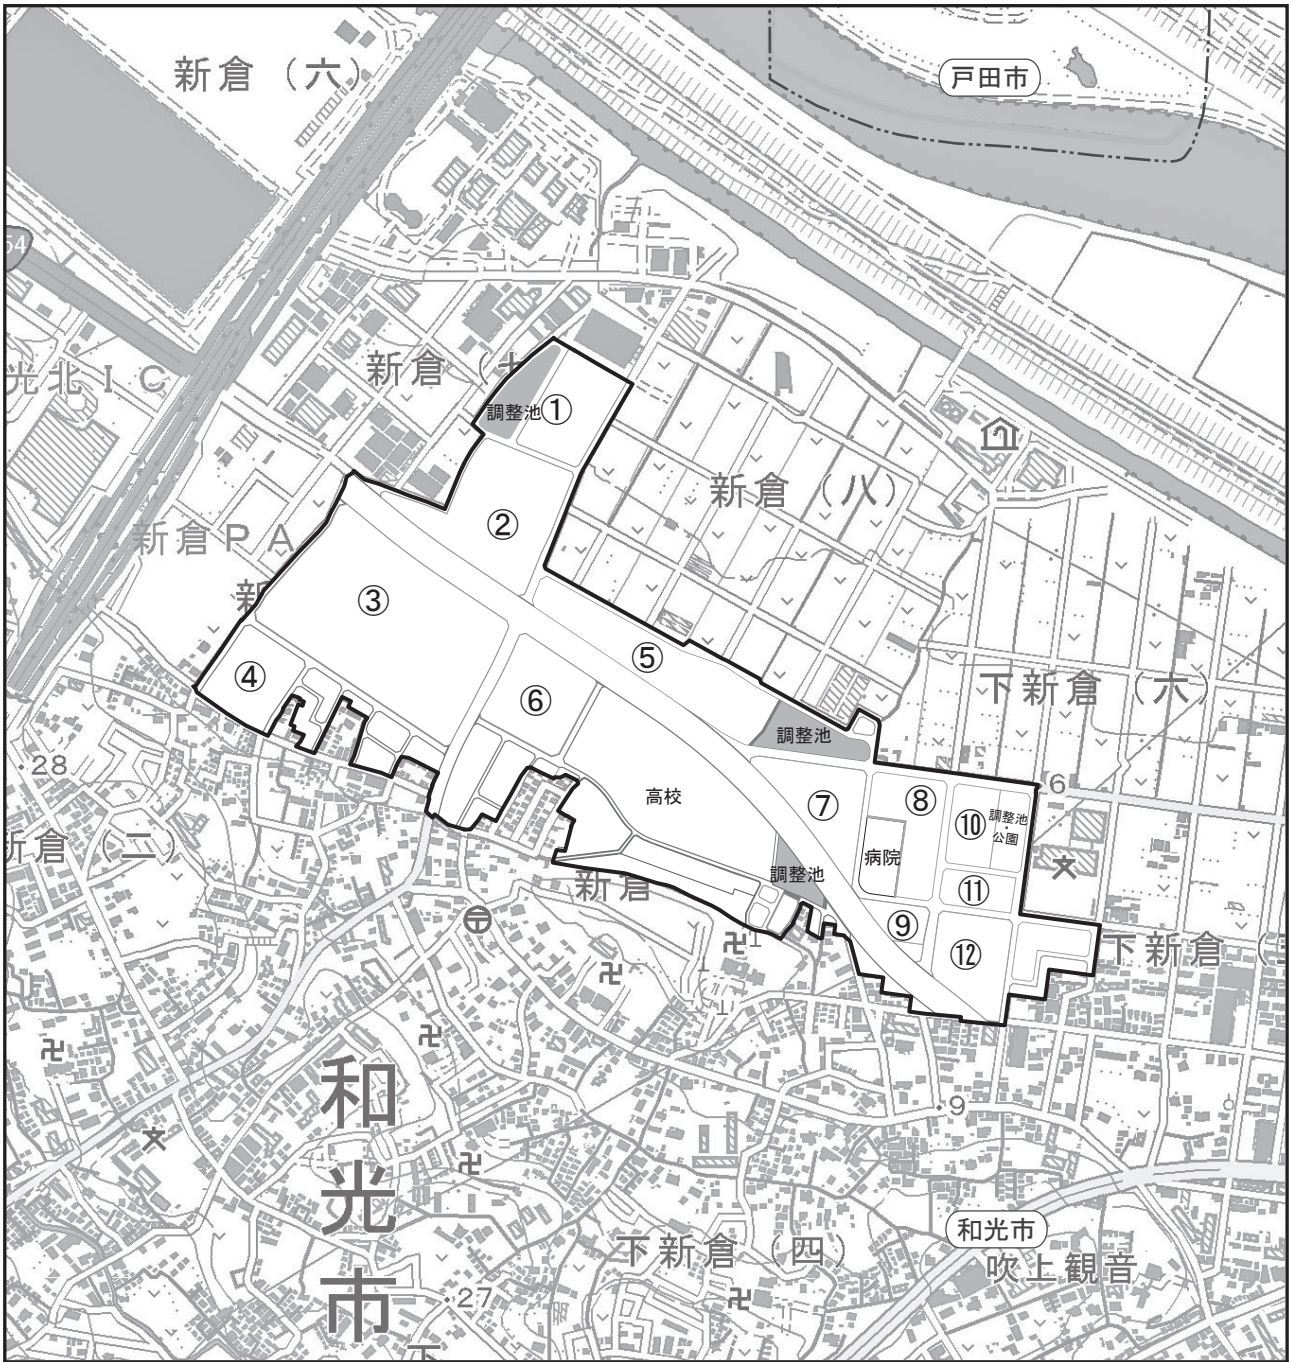 新倉（六）
戸田市
54
光北ＩＣ
新倉（七
調整池
①
新倉（八）
②
新倉ＰＡ
新
③
④
⑤
⑥
下新倉（六）
調整池
28
高校
⑦
⑧
⑩
調整池
・
公園
6
新倉（二）
病院
調整池
新倉
⑪
⑨
⑫
下新倉（
9
和光市
和光市
吹上観音
下新倉（四）
27
下